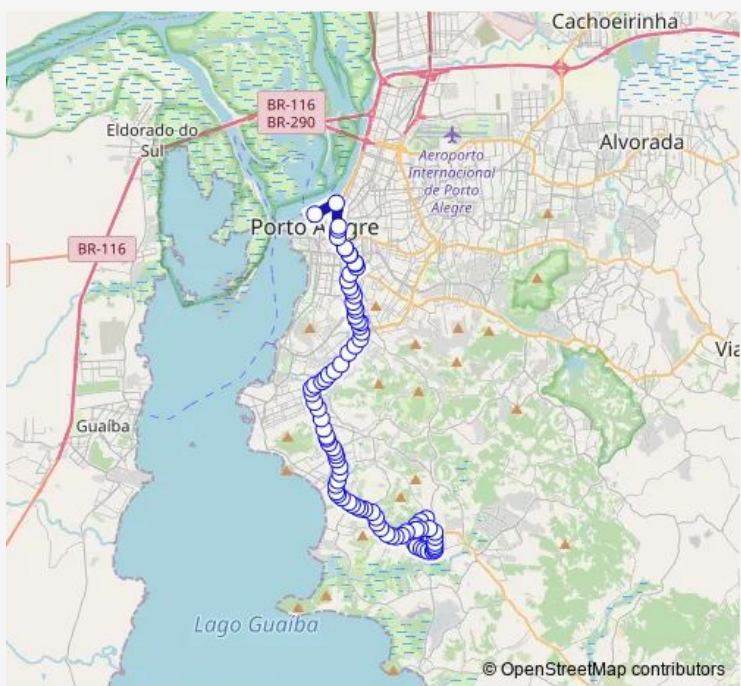 Cachoeirinha
BR-116
BR-290
Eldorado do
Sul
Alvorada
Aeroporto
Internacional
de Porto
Alegre
Porto Alegre
BR-116
Via
Guaíba
Lago Guaíba
© OpenStreetMap contributors